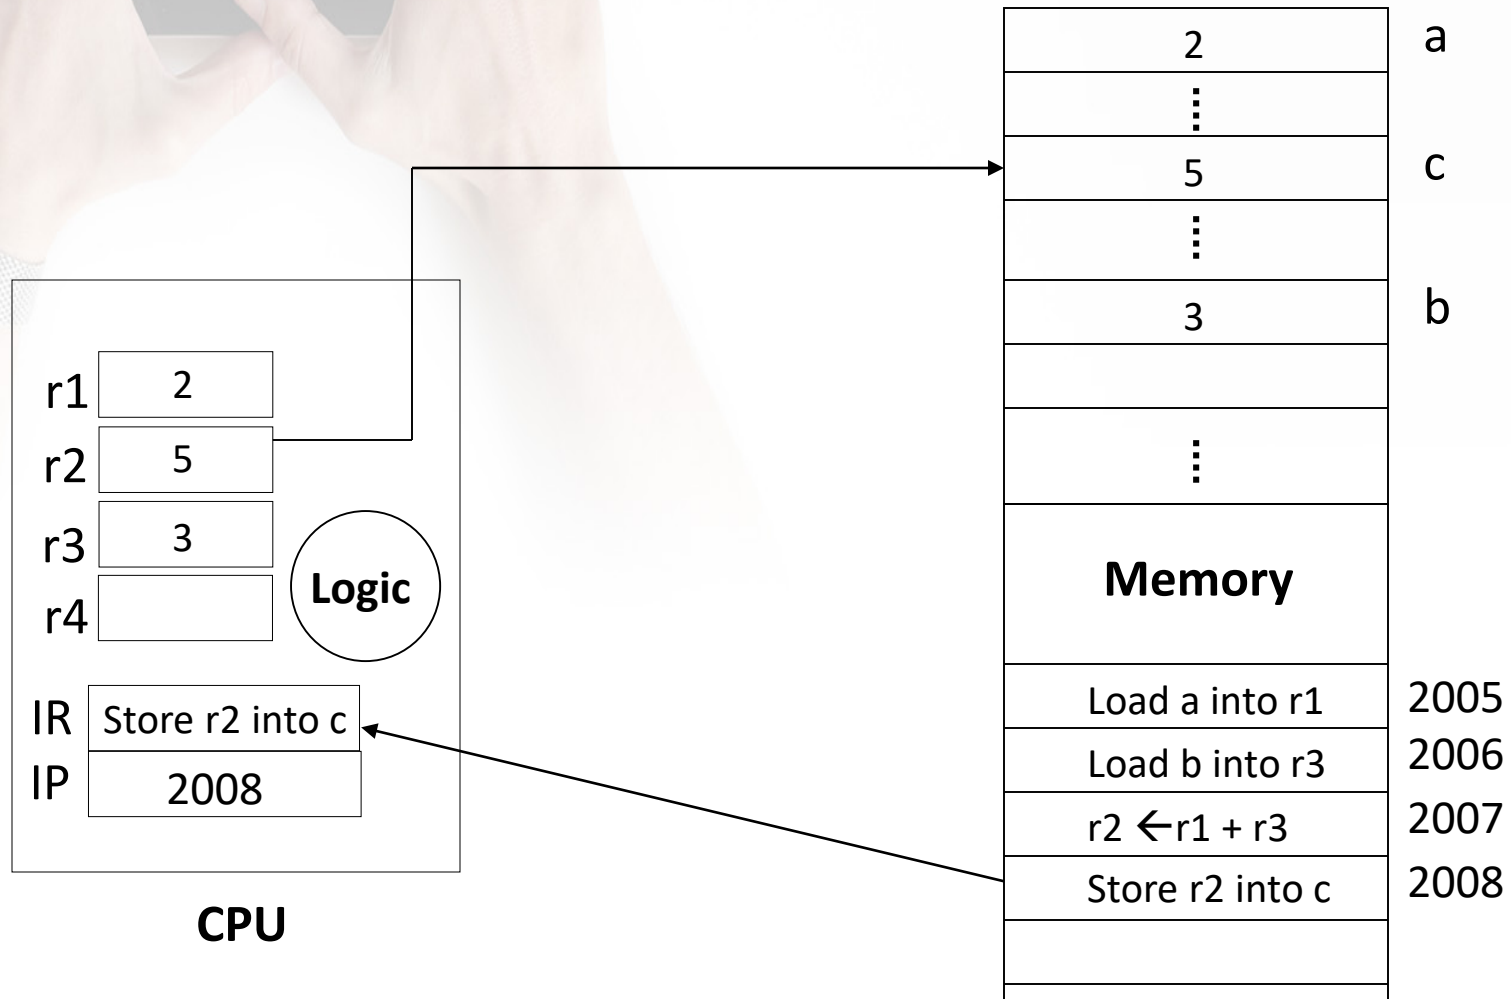 2 a
5 c
3 b
r1 2
r2 5
r3 3
r4
Logic
Memory
IR Store r2 into c
IP 2008
CPU
Load a into r1 2005
Load b into r3 2006
r2 ←r1 + r3 2007
Store r2 into c 2008